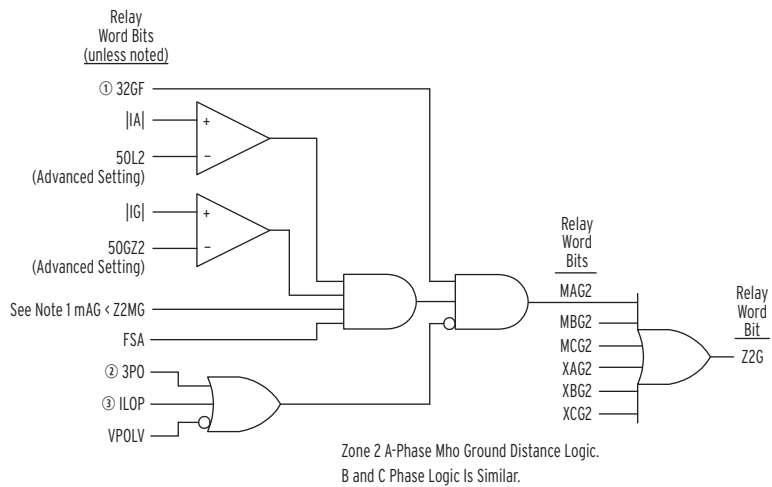 Relay
Word Bits
(unless noted)
① 32GF
|IA|
+
50L2
−
(Advanced Setting)
|IG|
+
50GZ2
−
(Advanced Setting)
See Note 1 mAG < Z2MG
FSA
② 3PO
③ ILOP
VPOLV
Relay
Word
Bits
MAG2
MBG2
MCG2
XAG2
XBG2
XCG2
Relay
Word
Bit
Z2G
Zone 2 A-Phase Mho Ground Distance Logic.
B and C Phase Logic Is Similar.